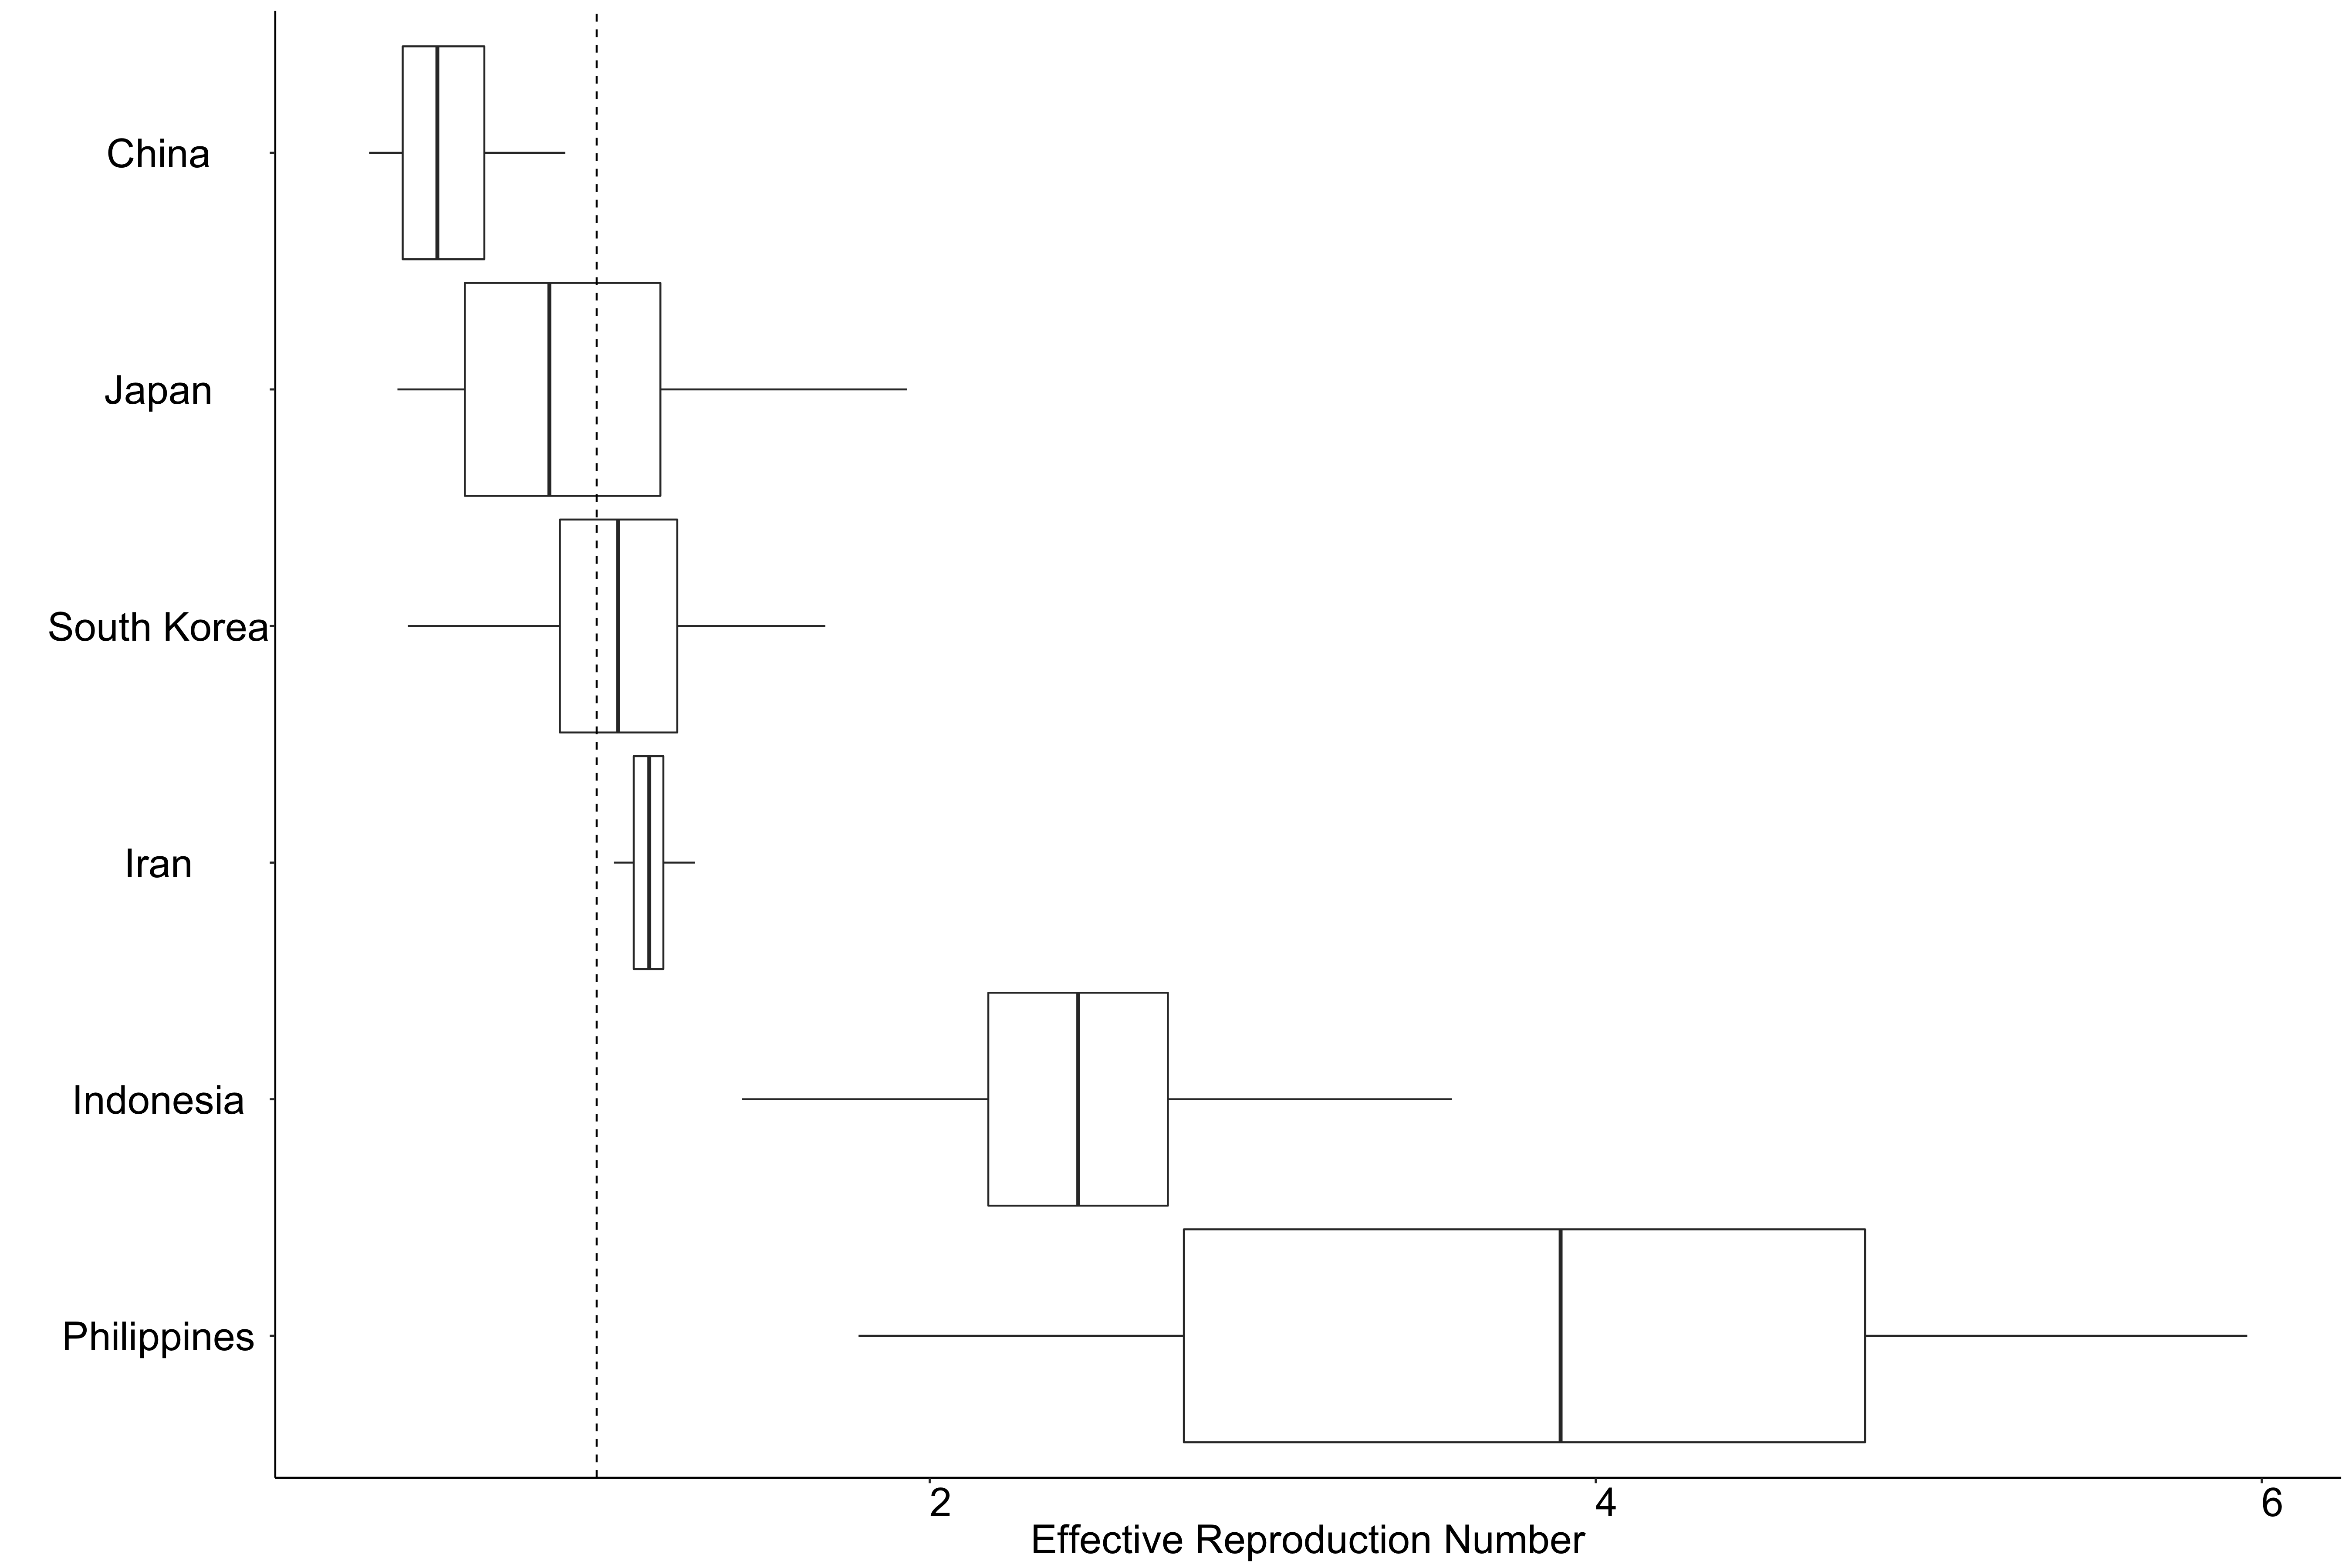 China
Japan
South Korea
Iran
Indonesia
Philippines
2 4 6
Effective Reproduction Number